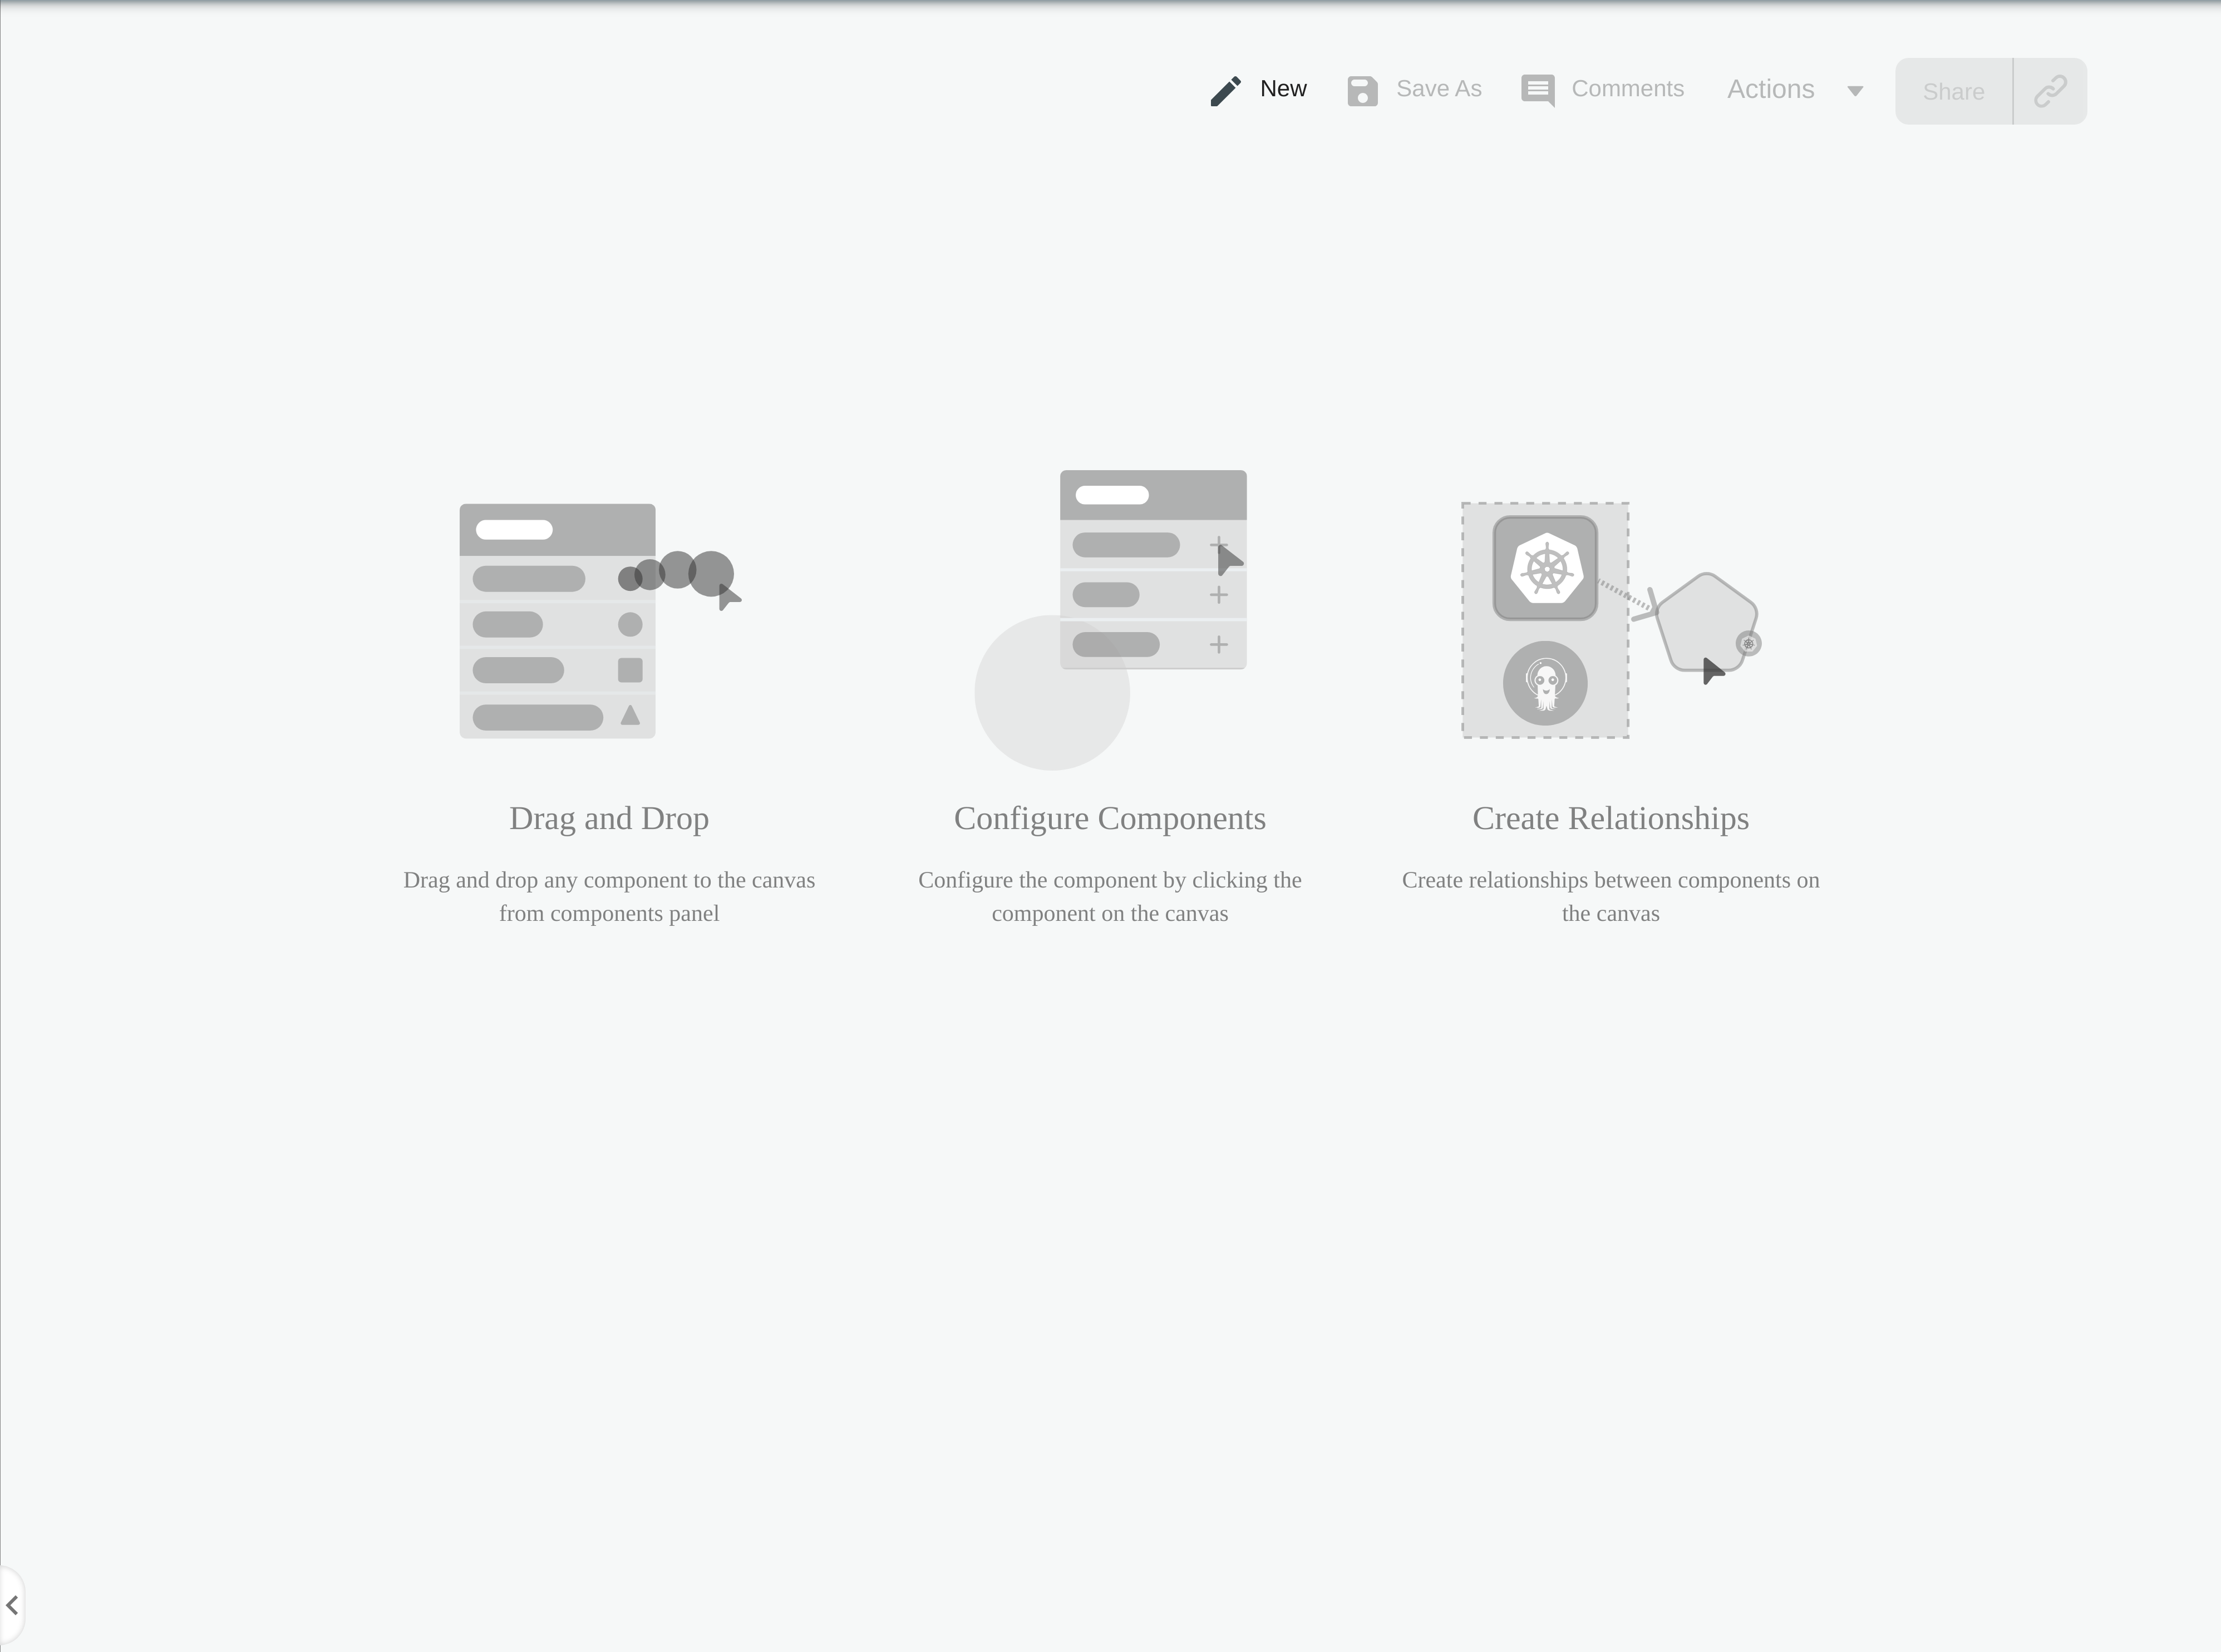 New
Save As
Comments
Actions
Share
Drag and Drop
Drag and drop any component to the canvas
from components panel
Configure Components
Configure the component by clicking the
component on the canvas
Create Relationships
Create relationships between components on
the canvas